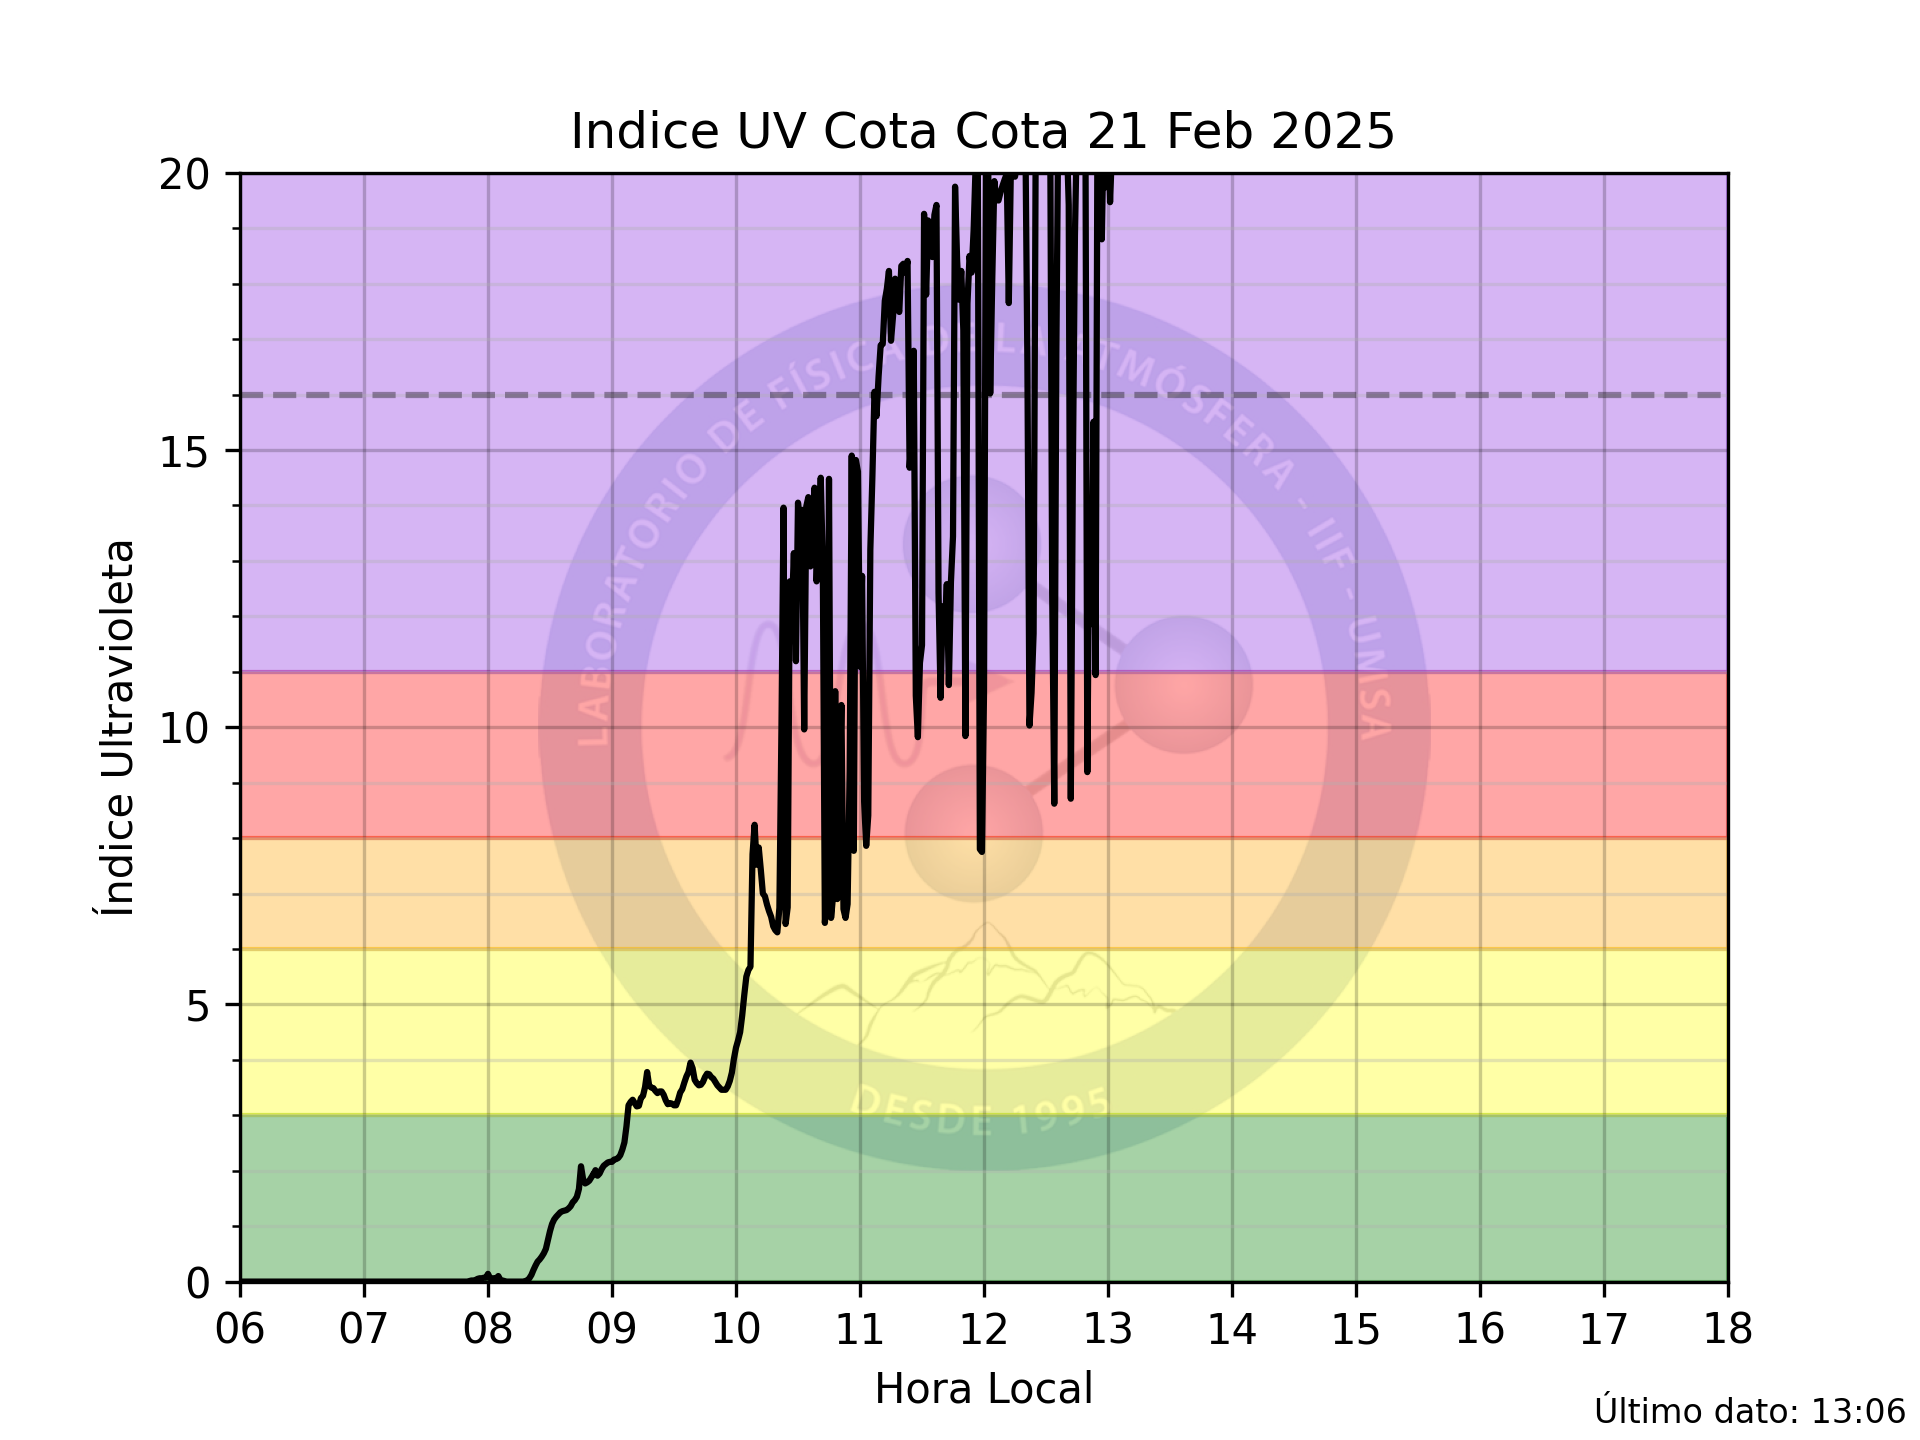 Indice UV Cota Cota 21 Feb 2025
20
15
10
5
0
Índice Ultravioleta
LABORATORIO DE FÍSICA DE LA ATMÓSFERA - IIF - UMSA
DESDE 1995
06 07 08 09 10 11 12 13 14 15 16 17 18
Hora Local
Último dato: 13:06